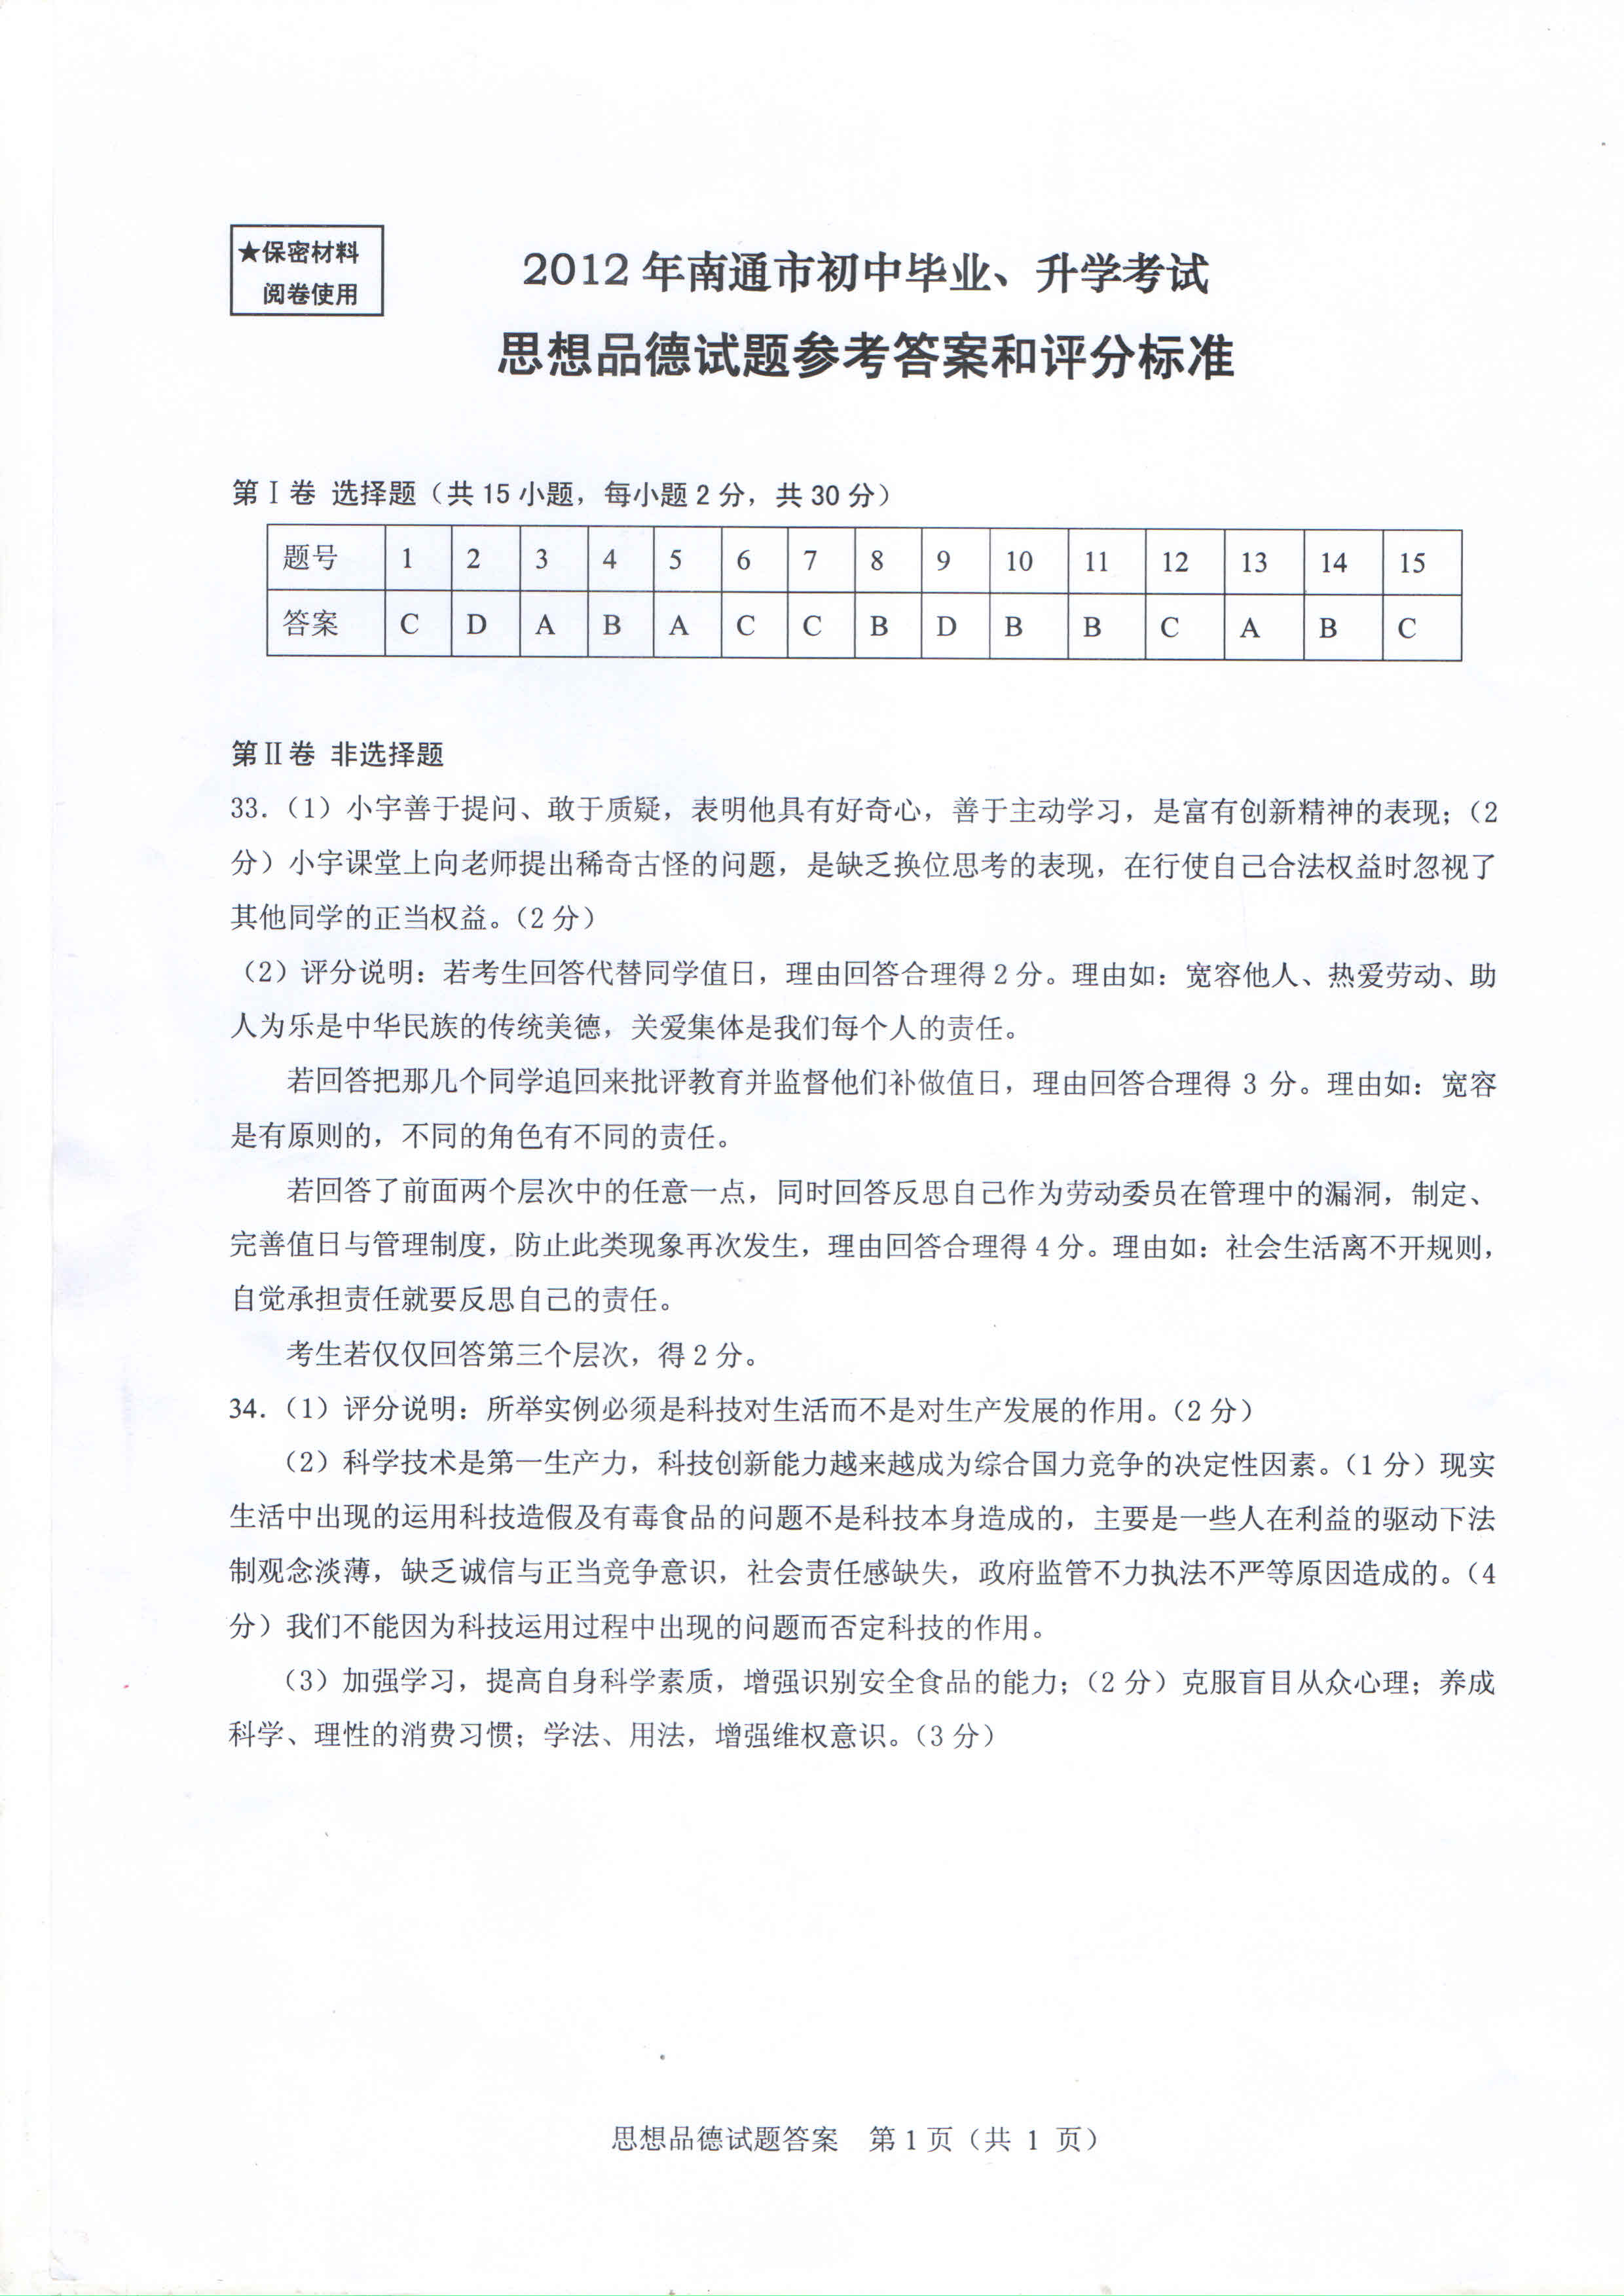 ★保密材料
阅卷使用
2012 年南通市初中毕业、升学考试
思想品德试题参考答案和评分标准
第Ⅰ卷 选择题（共 15 小题，每小题 2 分，共 30 分）
题号 1 2 3 4 5 6 7 8 9 10 11 12 13 14 15
答案 C D A B A C C B D B B C A B C
第Ⅱ卷 非选择题
33.（1）小宇善于提问、敢于质疑，表明他具有好奇心，善于主动学习，是富有创新精神的表现；（2
分）小宇课堂上向老师提出稀奇古怪的问题，是缺乏换位思考的表现，在行使自己合法权益时忽视了
其他同学的正当权益。（2 分）
（2）评分说明：若考生回答代替同学值日，理由回答合理得 2 分。理由如：宽容他人、热爱劳动、助
人为乐是中华民族的传统美德，关爱集体是我们每个人的责任。
若回答把那几个同学追回来批评教育并监督他们补做值日，理由回答合理得 3 分。理由如：宽容
是有原则的，不同的角色有不同的责任。
若回答了前面两个层次中的任意一点，同时回答反思自己作为劳动委员在管理中的漏洞，制定、
完善值日与管理制度，防止此类现象再次发生，理由回答合理得 4 分。理由如：社会生活离不开规则，
自觉承担责任就要反思自己的责任。
考生若仅仅回答第三个层次，得 2 分。
34.（1）评分说明：所举实例必须是科技对生活而不是对生产发展的作用。（2 分）
（2）科学技术是第一生产力，科技创新能力越来越成为综合国力竞争的决定性因素。（1 分）现实
生活中出现的运用科技造假及有毒食品的问题不是科技本身造成的，主要是一些人在利益的驱动下法
制观念淡薄，缺乏诚信与正当竞争意识，社会责任感缺失，政府监管不力执法不严等原因造成的。（4
分）我们不能因为科技运用过程中出现的问题而否定科技的作用。
（3）加强学习，提高自身科学素质，增强识别安全食品的能力；（2 分）克服盲目从众心理；养成
科学、理性的消费习惯；学法、用法，增强维权意识。（3 分）
思想品德试题答案 第 1 页（共 1 页）